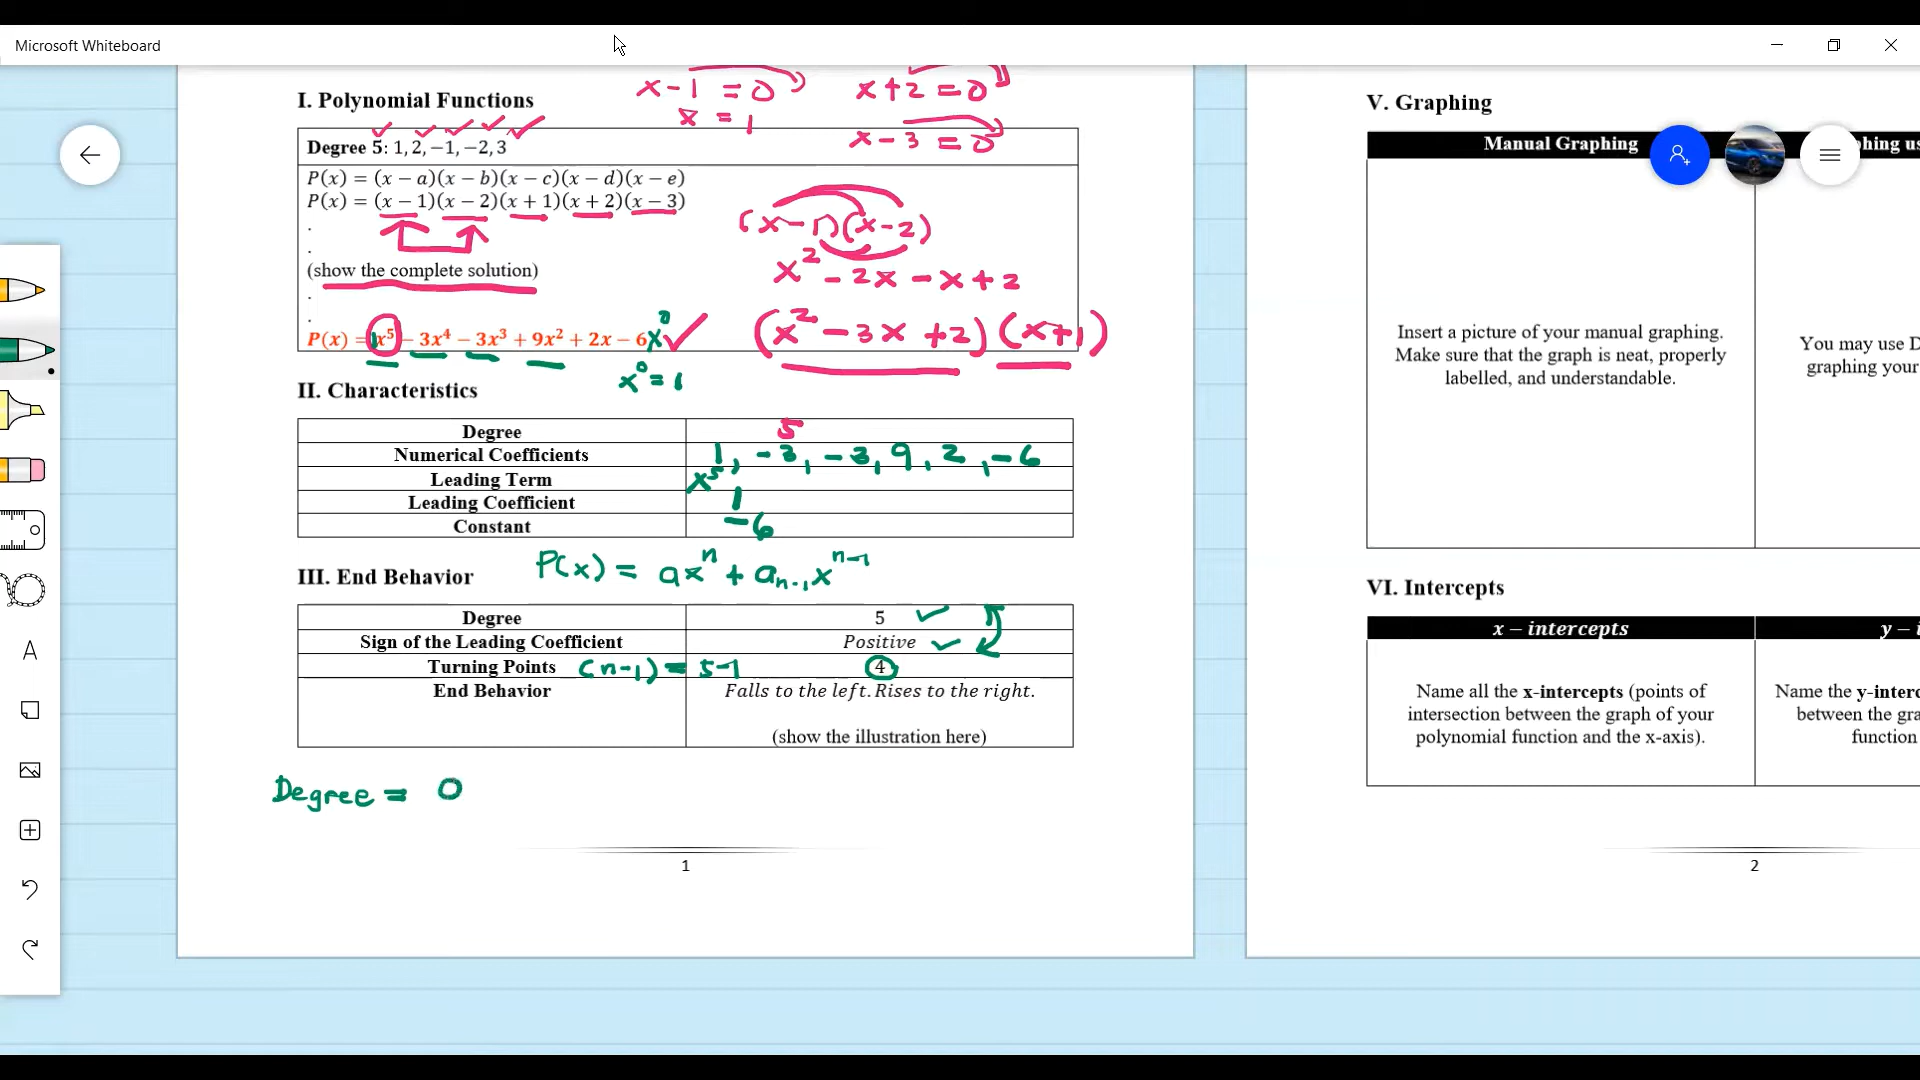 Microsoft Whiteboard
x-1 = 0
x = 1
x+2 = 0
x-3 = 0
I. Polynomial Functions
Degree 5: 1, 2, −1, −2, 3
P(x) = (x − a)(x − b)(x − c)(x − d)(x − e)
P(x) = (x − 1)(x − 2)(x + 1)(x + 2)(x − 3)
.
.
(show the complete solution)
.
.
P(x) = 1x⁵ − 3x⁴ − 3x³ + 9x² + 2x − 6x⁰
x⁰ = 1
(x-1)(x-2)
x² - 2x - x + 2
(x² - 3x + 2)(x+1)
II. Characteristics
Degree 5
Numerical Coefficients 1, -3, -3, 9, 2, -6
Leading Term x⁵
Leading Coefficient 1
Constant -6
P(x) = axⁿ + aₙ₋₁xⁿ⁻¹
III. End Behavior
Degree 5
Sign of the Leading Coefficient Positive
Turning Points (n-1) = 5-1 4
End Behavior Falls to the left. Rises to the right.
(show the illustration here)
Degree = 0
1
V. Graphing
Manual Graphing
hing us
Insert a picture of your manual graphing.
Make sure that the graph is neat, properly
labelled, and understandable.
You may use D
graphing your
VI. Intercepts
x − intercepts
y − i
Name all the x-intercepts (points of
intersection between the graph of your
polynomial function and the x-axis).
Name the y-interc
between the gra
function
2